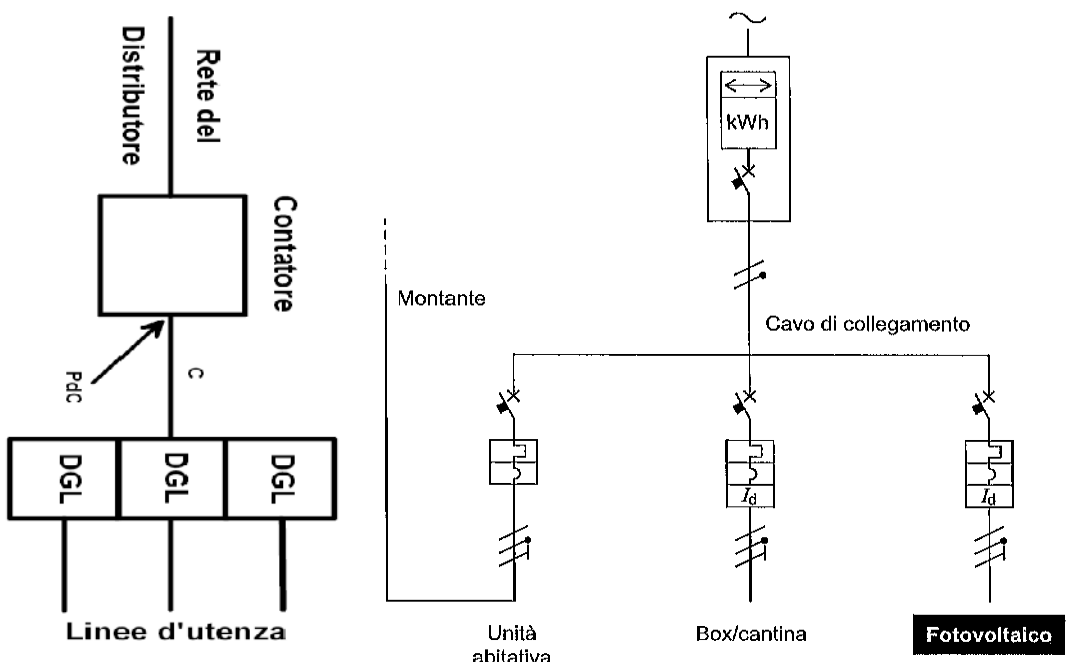 Rete del
Distributore
Contatore
PdC
C
DGL
DGL
DGL
Linee d'utenza
kWh
Montante
Cavo di collegamento
Id
Id
Unità
abitativa
Box/cantina
Fotovoltaico